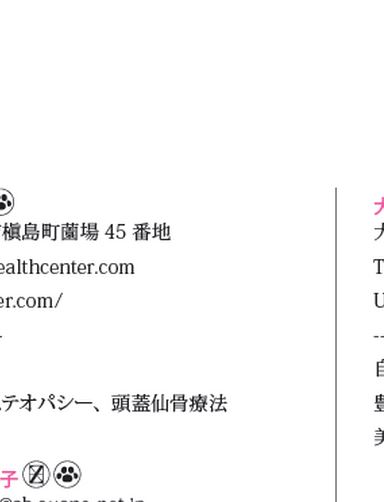 槇島町薗場 45 番地
ealthcenter.com
er.com/
テオパシー、頭蓋仙骨療法
子
大
T
U
--
自
豊
美